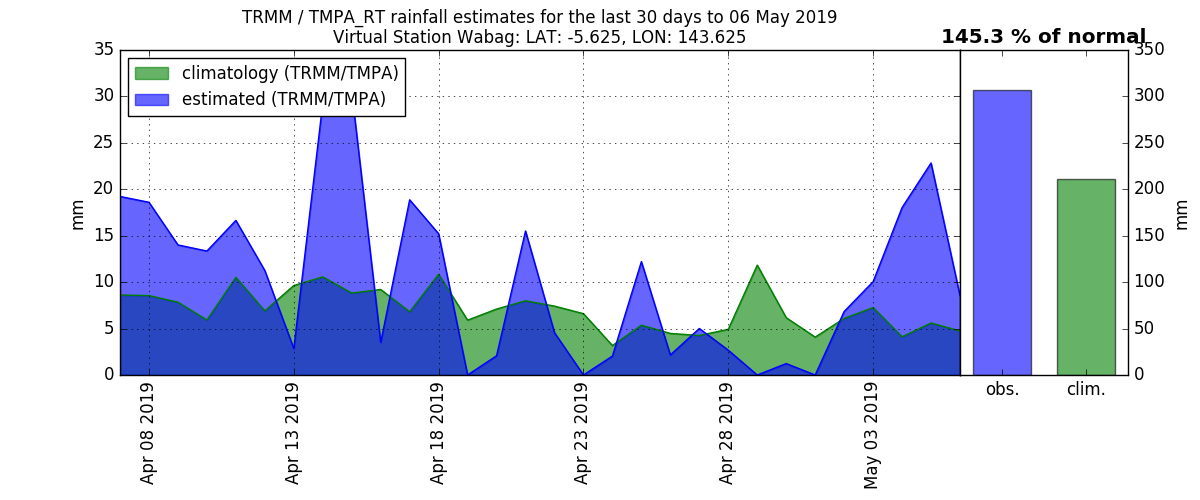 TRMM / TMPA_RT rainfall estimates for the last 30 days to 06 May 2019
Virtual Station Wabag: LAT: -5.625, LON: 143.625
145.3 % of normal
climatology (TRMM/TMPA)
estimated (TRMM/TMPA)
35
30
25
20
15
10
5
0
mm
350
300
250
200
150
100
50
0
mm
Apr 08 2019
Apr 13 2019
Apr 18 2019
Apr 23 2019
Apr 28 2019
May 03 2019
obs.
clim.